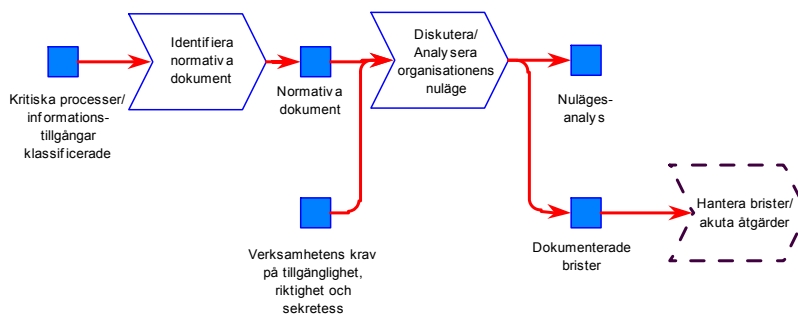 Kritiska processer/
informations-
tillgångar
klassificerade
Identifiera
normativa
dokument
Normativa
dokument
Verksamhetens krav
på tillgänglighet,
riktighet och
sekretess
Diskutera/
Analysera
organisationens
nuläge
Nuläges-
analys
Dokumenterade
brister
Hantera brister/
akuta åtgärder